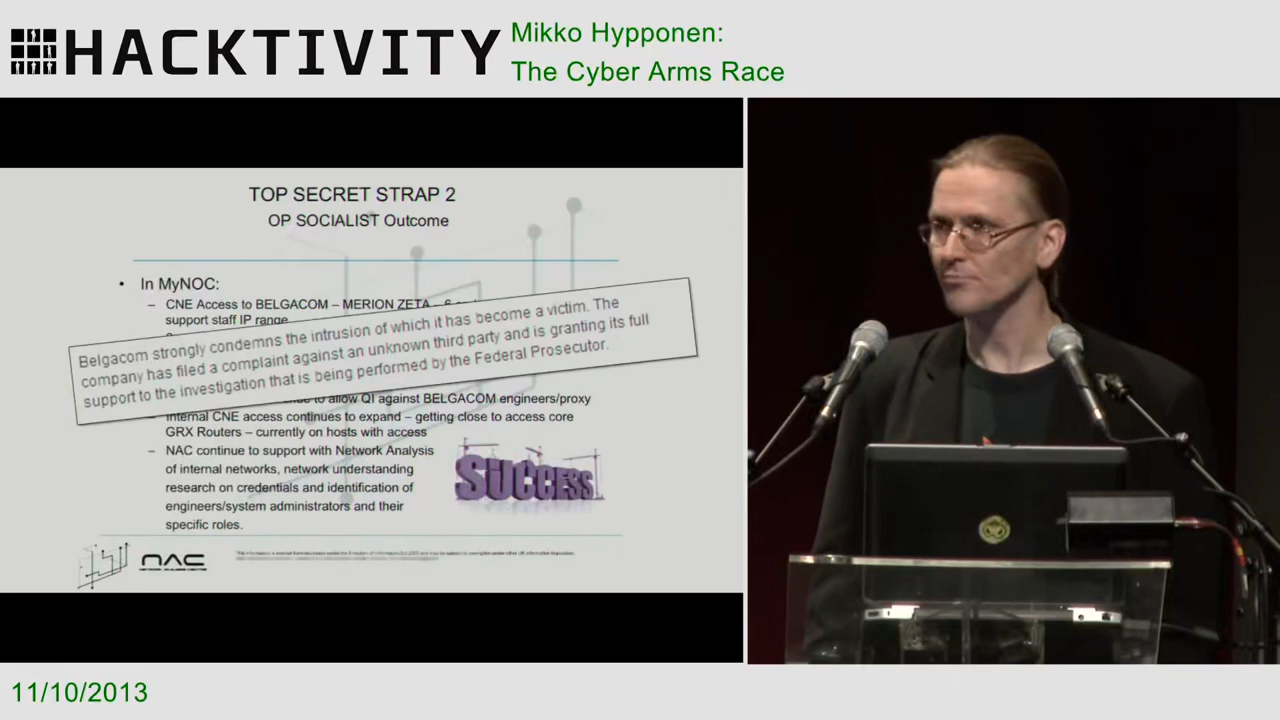 HACKTIVITY
Mikko Hypponen:
The Cyber Arms Race
TOP SECRET STRAP 2
OP SOCIALIST Outcome
• In MyNOC:
– CNE Access to BELGACOM – MERION ZETA –
support staff IP range
Belgacom strongly condemns the intrusion of which it has become a victim. The
company has filed a complaint against an unknown third party and is granting its full
support to the investigation that is being performed by the Federal Prosecutor.
to allow QI against BELGACOM engineers/proxy
– Internal CNE access continues to expand – getting close to access core
GRX Routers – currently on hosts with access
– NAC continue to support with Network Analysis
of internal networks, network understanding
research on credentials and identification of
engineers/system administrators and their
specific roles.
SUCCESS
NAC
11/10/2013